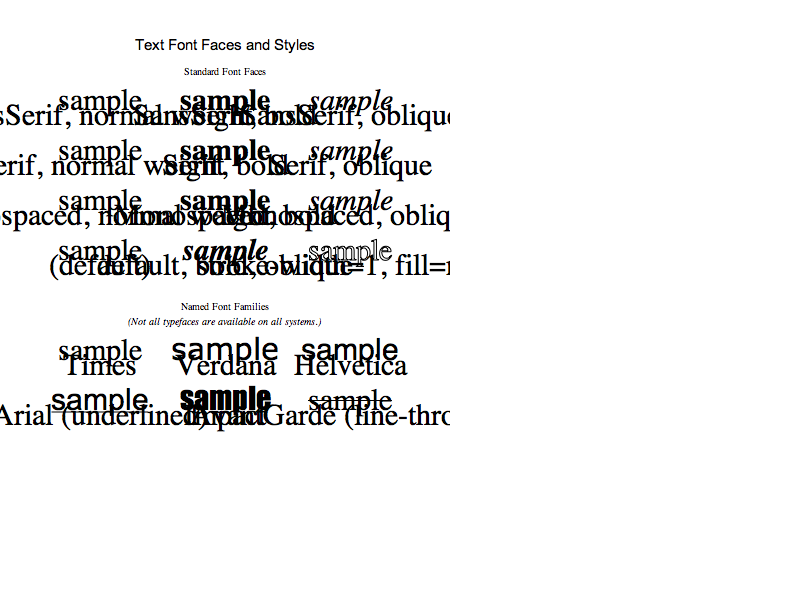 Text Font Faces and Styles
Standard Font Faces
sample sample sample
sSerif, normal weight SansSerif, bold SansSerif, oblique
sample sample sample
erif, normal weight Serif, bold Serif, oblique
sample sample sample
spaced, normal weight Monospaced, bold Monospaced, obliq
sample sample sample
(default) default, bold, oblique stroke-width=1, fill=
Named Font Families
(Not all typefaces are available on all systems.)
sample sample sample
Times Verdana Helvetica
sample sample sample
Arial (underlined) Impact AvantGarde (line-thro